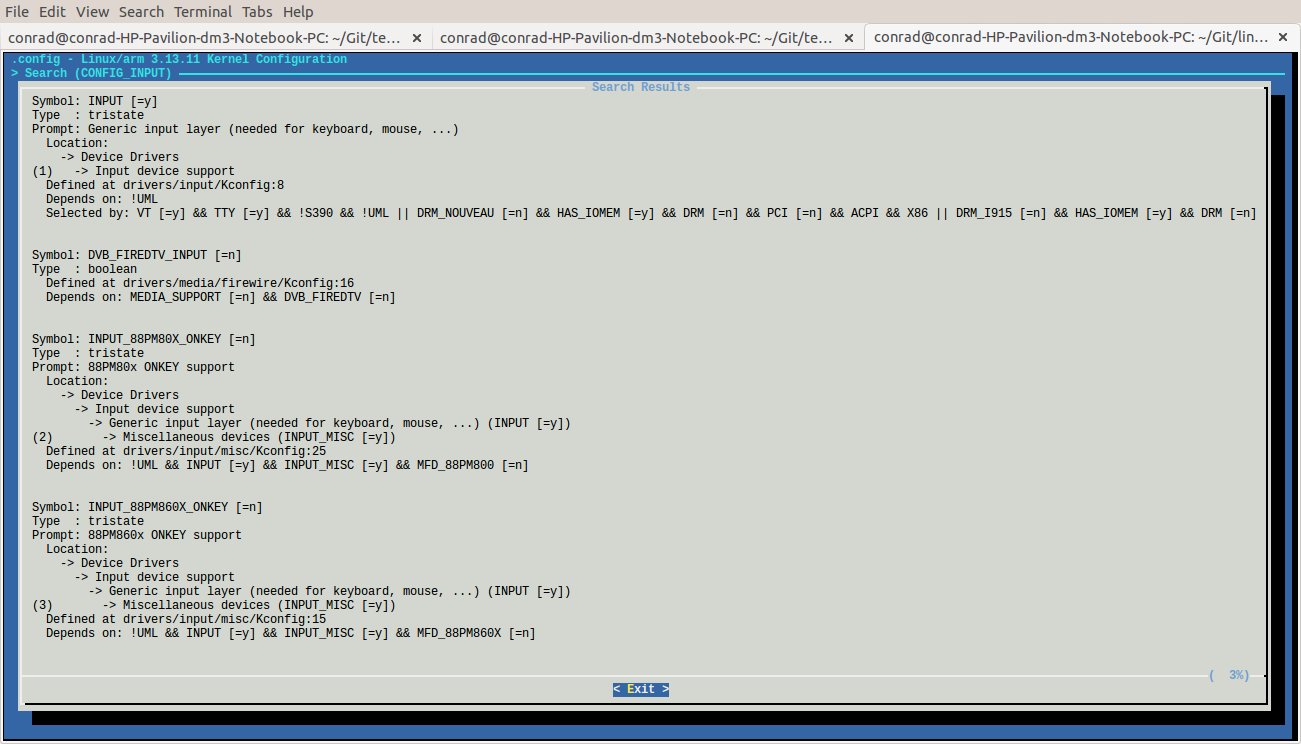 File Edit View Search Terminal Tabs Help
conrad@conrad-HP-Pavilion-dm3-Notebook-PC: ~/Git/te... × conrad@conrad-HP-Pavilion-dm3-Notebook-PC: ~/Git/te... × conrad@conrad-HP-Pavilion-dm3-Notebook-PC: ~/Git/lin... ×
.config - Linux/arm 3.13.11 Kernel Configuration
> Search (CONFIG_INPUT)
Search Results
Symbol: INPUT [=y]
Type  : tristate
Prompt: Generic input layer (needed for keyboard, mouse, ...)
  Location:
    -> Device Drivers
(1)   -> Input device support
  Defined at drivers/input/Kconfig:8
  Depends on: !UML
  Selected by: VT [=y] && TTY [=y] && !S390 && !UML || DRM_NOUVEAU [=n] && HAS_IOMEM [=y] && DRM [=n] && PCI [=n] && ACPI && X86 || DRM_I915 [=n] && HAS_IOMEM [=y] && DRM [=n]
Symbol: DVB_FIREDTV_INPUT [=n]
Type  : boolean
  Defined at drivers/media/firewire/Kconfig:16
  Depends on: MEDIA_SUPPORT [=n] && DVB_FIREDTV [=n]
Symbol: INPUT_88PM80X_ONKEY [=n]
Type  : tristate
Prompt: 88PM80x ONKEY support
  Location:
    -> Device Drivers
      -> Input device support
        -> Generic input layer (needed for keyboard, mouse, ...) (INPUT [=y])
(2)       -> Miscellaneous devices (INPUT_MISC [=y])
  Defined at drivers/input/misc/Kconfig:25
  Depends on: !UML && INPUT [=y] && INPUT_MISC [=y] && MFD_88PM800 [=n]
Symbol: INPUT_88PM860X_ONKEY [=n]
Type  : tristate
Prompt: 88PM860x ONKEY support
  Location:
    -> Device Drivers
      -> Input device support
        -> Generic input layer (needed for keyboard, mouse, ...) (INPUT [=y])
(3)       -> Miscellaneous devices (INPUT_MISC [=y])
  Defined at drivers/input/misc/Kconfig:15
  Depends on: !UML && INPUT [=y] && INPUT_MISC [=y] && MFD_88PM860X [=n]
(  3%)
< Exit >